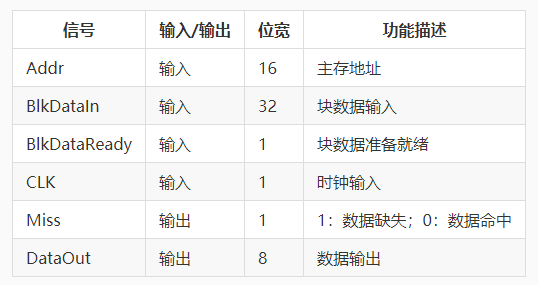 信号 输入/输出 位宽 功能描述
Addr 输入 16 主存地址
BlkDataIn 输入 32 块数据输入
BlkDataReady 输入 1 块数据准备就绪
CLK 输入 1 时钟输入
Miss 输出 1 1：数据缺失；0：数据命中
DataOut 输出 8 数据输出